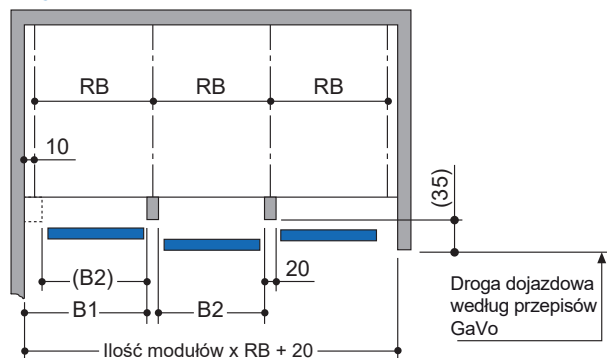 RB RB RB
10
(35)
(B2) 20
B1 B2
Ilość modułów x RB + 20
Droga dojazdowa
według przepisów
GaVo